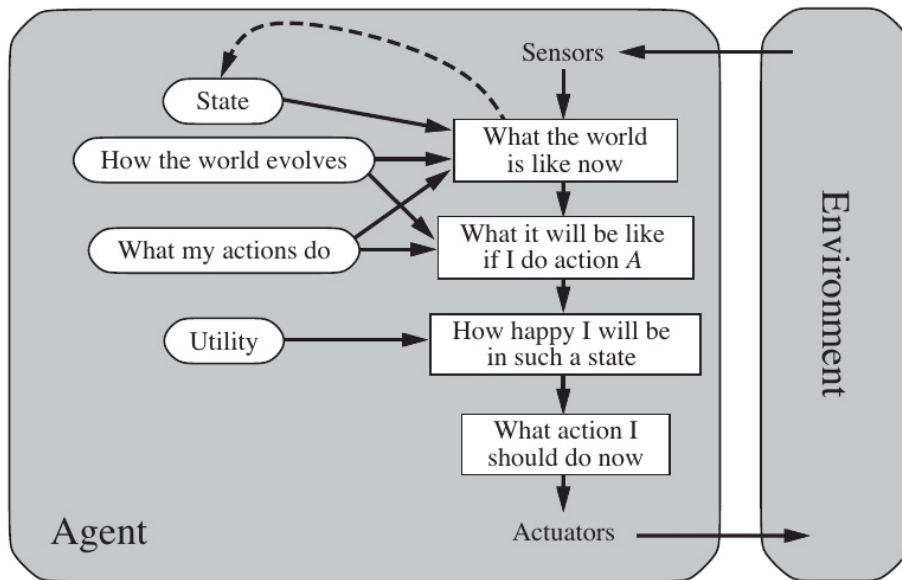 Sensors
State
What the world
is like now
How the world evolves
What my actions do
What it will be like
if I do action A
Utility
How happy I will be
in such a state
What action I
should do now
Agent
Actuators
Environment